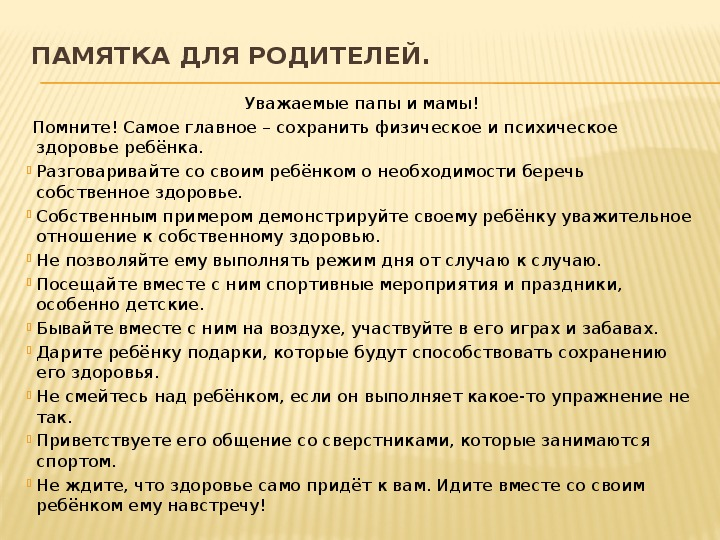 ПАМЯТКА ДЛЯ РОДИТЕЛЕЙ.
Уважаемые папы и мамы!
Помните! Самое главное – сохранить физическое и психическое
здоровье ребёнка.
Разговаривайте со своим ребёнком о необходимости беречь
собственное здоровье.
Собственным примером демонстрируйте своему ребёнку уважительное
отношение к собственному здоровью.
Не позволяйте ему выполнять режим дня от случаю к случаю.
Посещайте вместе с ним спортивные мероприятия и праздники,
особенно детские.
Бывайте вместе с ним на воздухе, участвуйте в его играх и забавах.
Дарите ребёнку подарки, которые будут способствовать сохранению
его здоровья.
Не смейтесь над ребёнком, если он выполняет какое-то упражнение не
так.
Приветствуете его общение со сверстниками, которые занимаются
спортом.
Не ждите, что здоровье само придёт к вам. Идите вместе со своим
ребёнком ему навстречу!